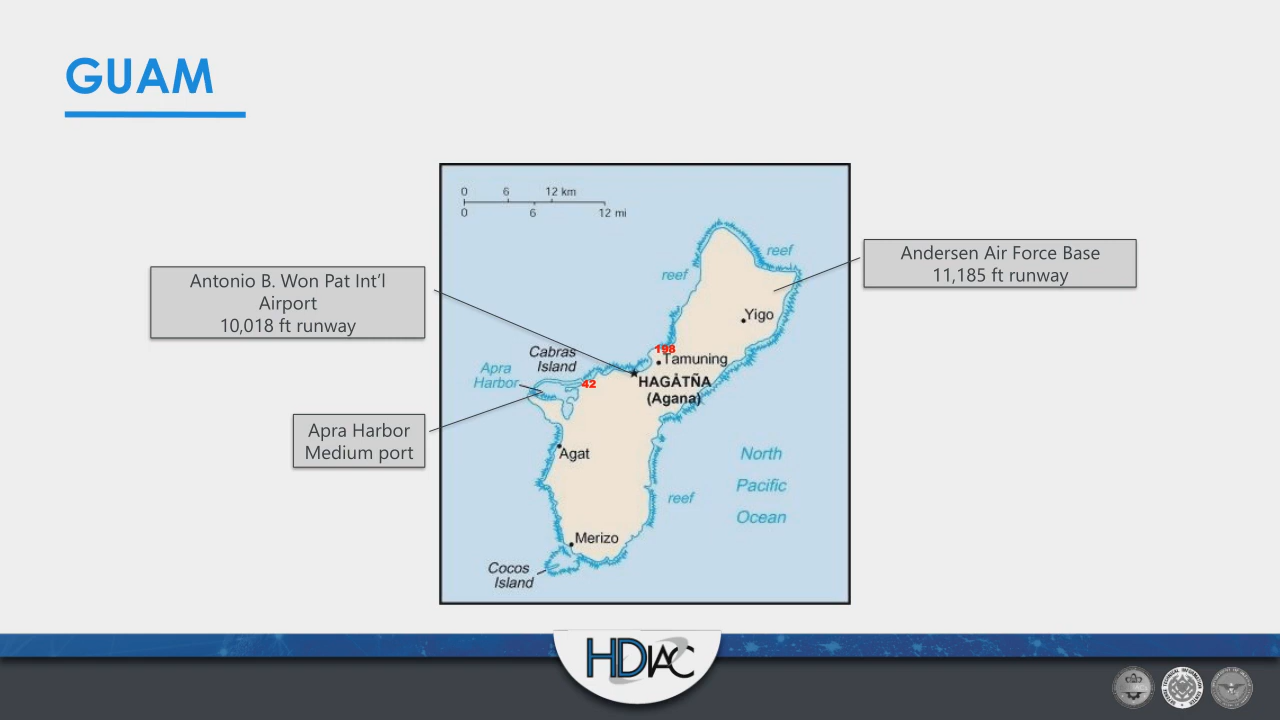 GUAM
0 6 12 km
0 6 12 mi
reef
reef
Andersen Air Force Base
11,185 ft runway
Antonio B. Won Pat Int’l
Airport
10,018 ft runway
Yigo
198
Tamuning
Cabras
Island
Apra
Harbor
42
HAGÅTÑA
(Agana)
Apra Harbor
Medium port
Agat
North
Pacific
Ocean
reef
Merizo
Cocos
Island
HDIAC